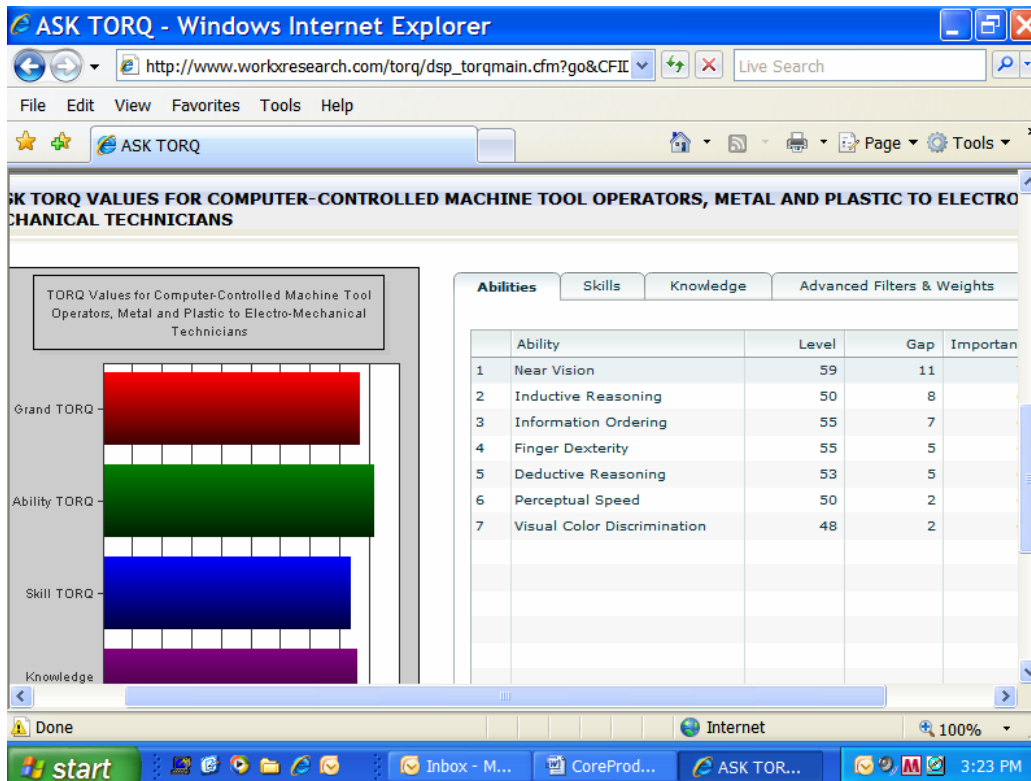 ASK TORQ - Windows Internet Explorer
http://www.workxresearch.com/torq/dsp_torqmain.cfm?go&CFID
Live Search
File Edit View Favorites Tools Help
ASK TORQ
Page Tools
SK TORQ VALUES FOR COMPUTER-CONTROLLED MACHINE TOOL OPERATORS, METAL AND PLASTIC TO ELECTRO
CHANICAL TECHNICIANS
TORQ Values for Computer-Controlled Machine Tool
Operators, Metal and Plastic to Electro-Mechanical
Technicians
Grand TORQ
Ability TORQ
Skill TORQ
Knowledge
Abilities Skills Knowledge Advanced Filters & Weights
Ability Level Gap Importan
1 Near Vision 59 11
2 Inductive Reasoning 50 8
3 Information Ordering 55 7
4 Finger Dexterity 55 5
5 Deductive Reasoning 53 5
6 Perceptual Speed 50 2
7 Visual Color Discrimination 48 2
Done Internet 100%
start Inbox - M... CoreProd... ASK TOR... 3:23 PM